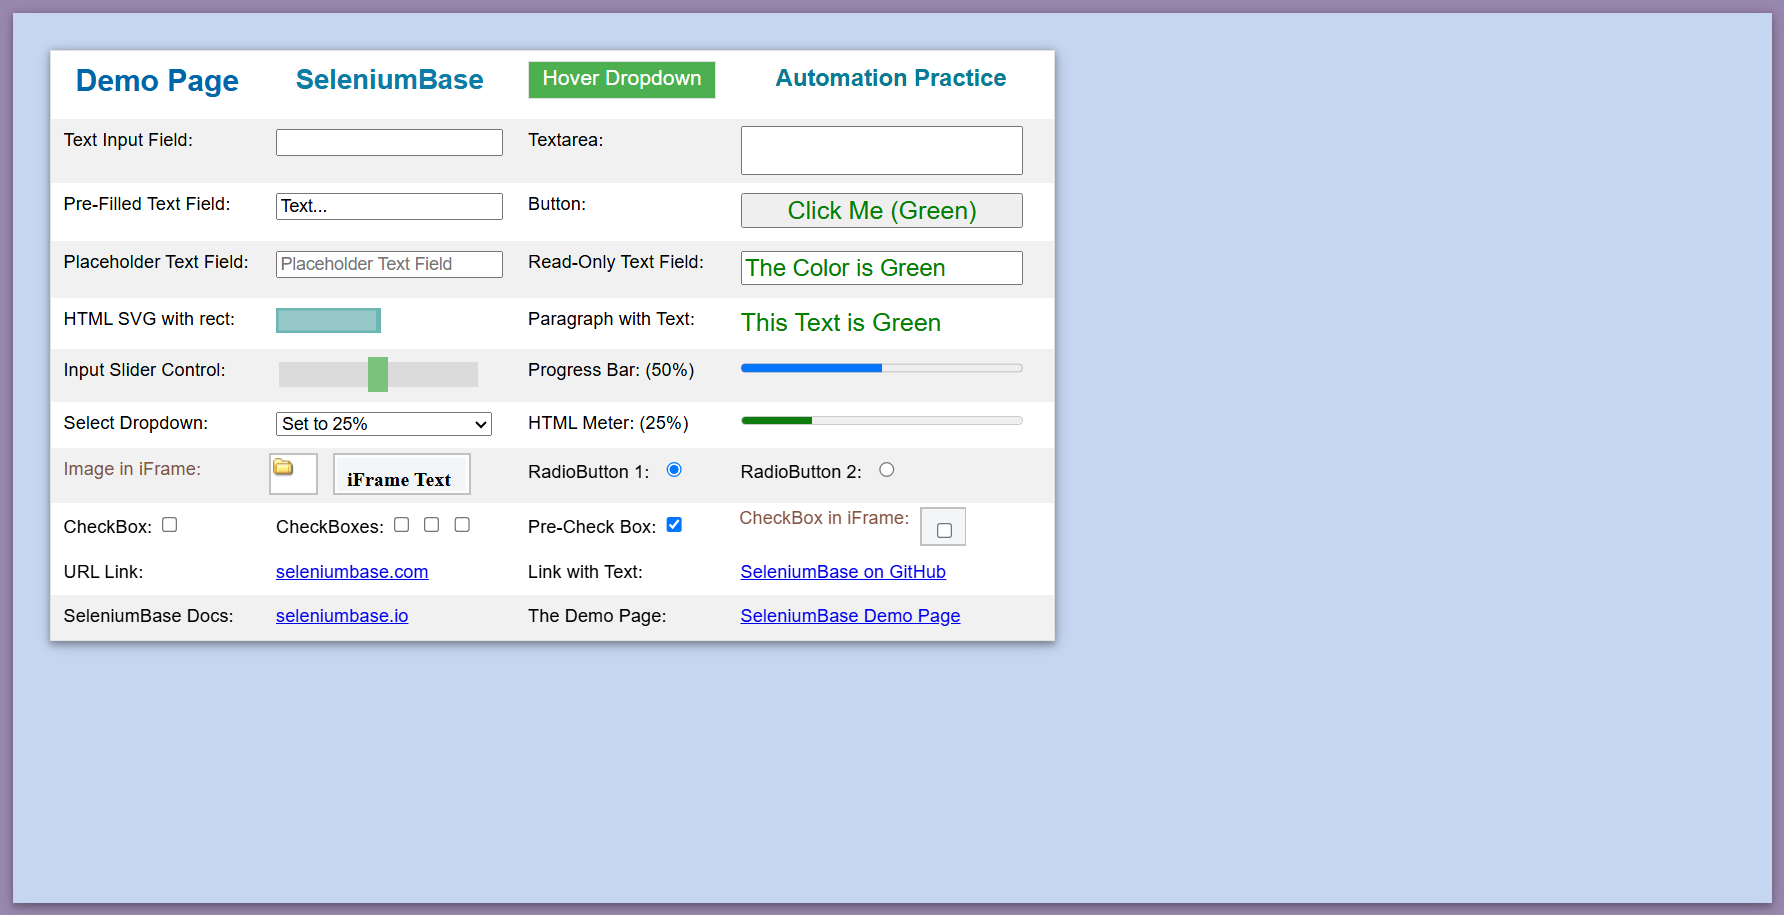 Demo Page SeleniumBase Hover Dropdown Automation Practice
Text Input Field: Textarea:
Pre-Filled Text Field: Text... Button: Click Me (Green)
Placeholder Text Field: Placeholder Text Field Read-Only Text Field: The Color is Green
HTML SVG with rect: Paragraph with Text: This Text is Green
Input Slider Control: Progress Bar: (50%)
Select Dropdown: Set to 25% HTML Meter: (25%)
Image in iFrame: iFrame Text RadioButton 1: RadioButton 2:
CheckBox: CheckBoxes: Pre-Check Box: CheckBox in iFrame:
URL Link: seleniumbase.com Link with Text: SeleniumBase on GitHub
SeleniumBase Docs: seleniumbase.io The Demo Page: SeleniumBase Demo Page